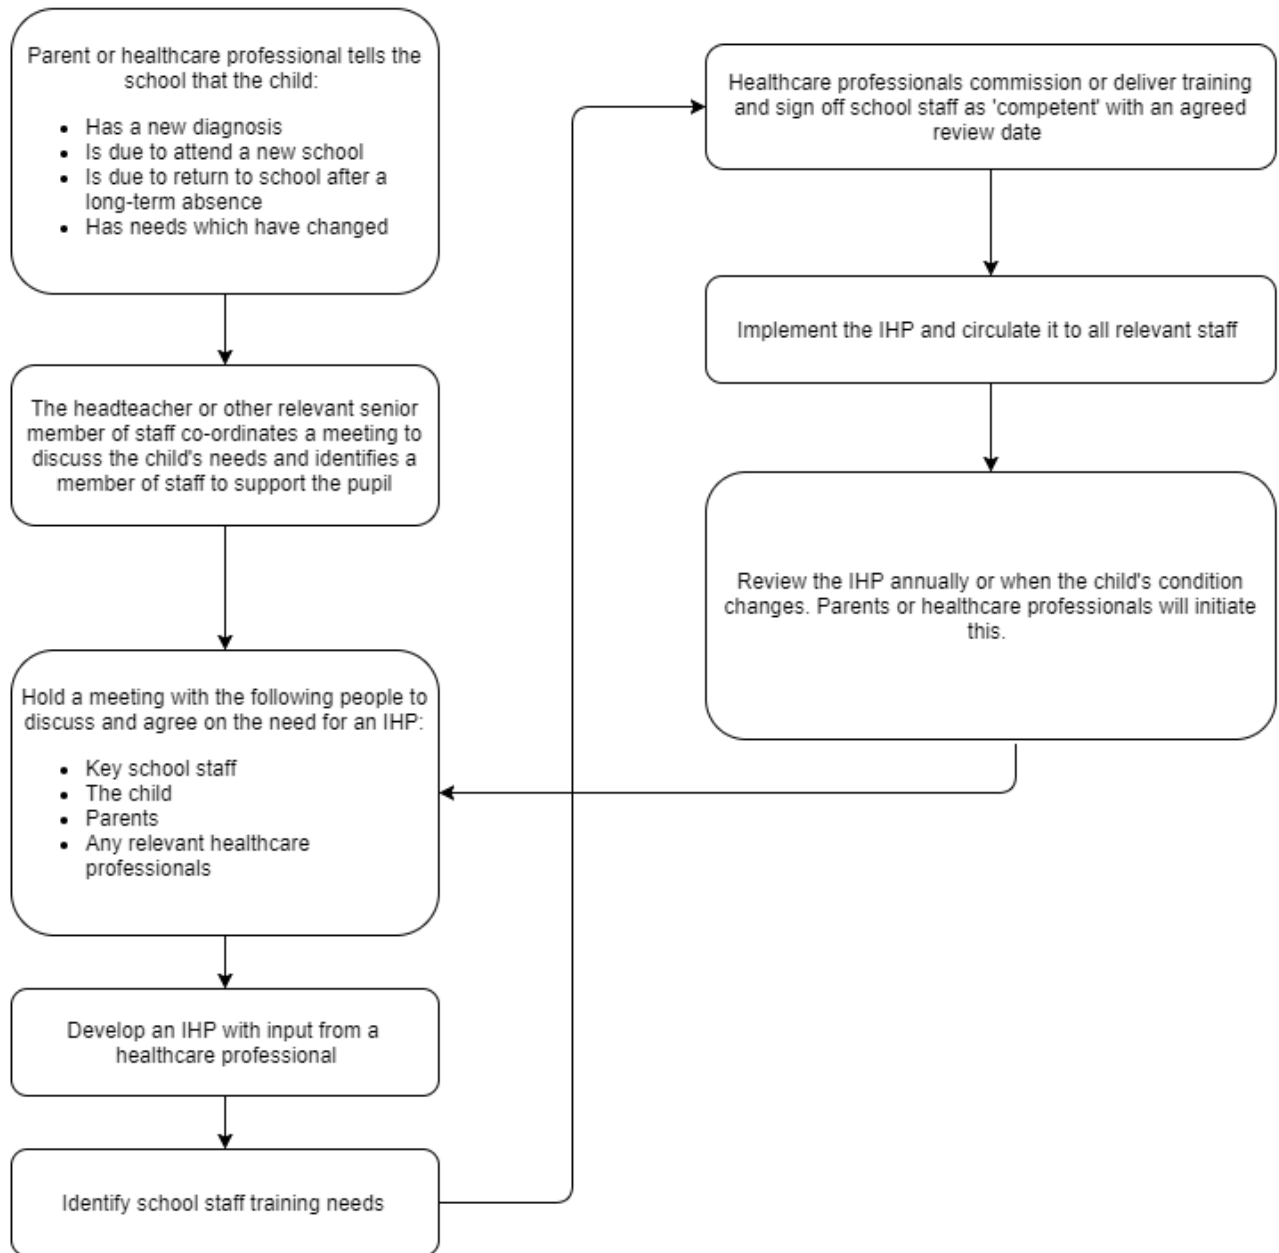 Parent or healthcare professional tells the
school that the child:
• Has a new diagnosis
• Is due to attend a new school
• Is due to return to school after a
long-term absence
• Has needs which have changed
The headteacher or other relevant senior
member of staff co-ordinates a meeting to
discuss the child's needs and identifies a
member of staff to support the pupil
Hold a meeting with the following people to
discuss and agree on the need for an IHP:
• Key school staff
• The child
• Parents
• Any relevant healthcare
professionals
Develop an IHP with input from a
healthcare professional
Identify school staff training needs
Healthcare professionals commission or deliver training
and sign off school staff as 'competent' with an agreed
review date
Implement the IHP and circulate it to all relevant staff
Review the IHP annually or when the child's condition
changes. Parents or healthcare professionals will initiate
this.